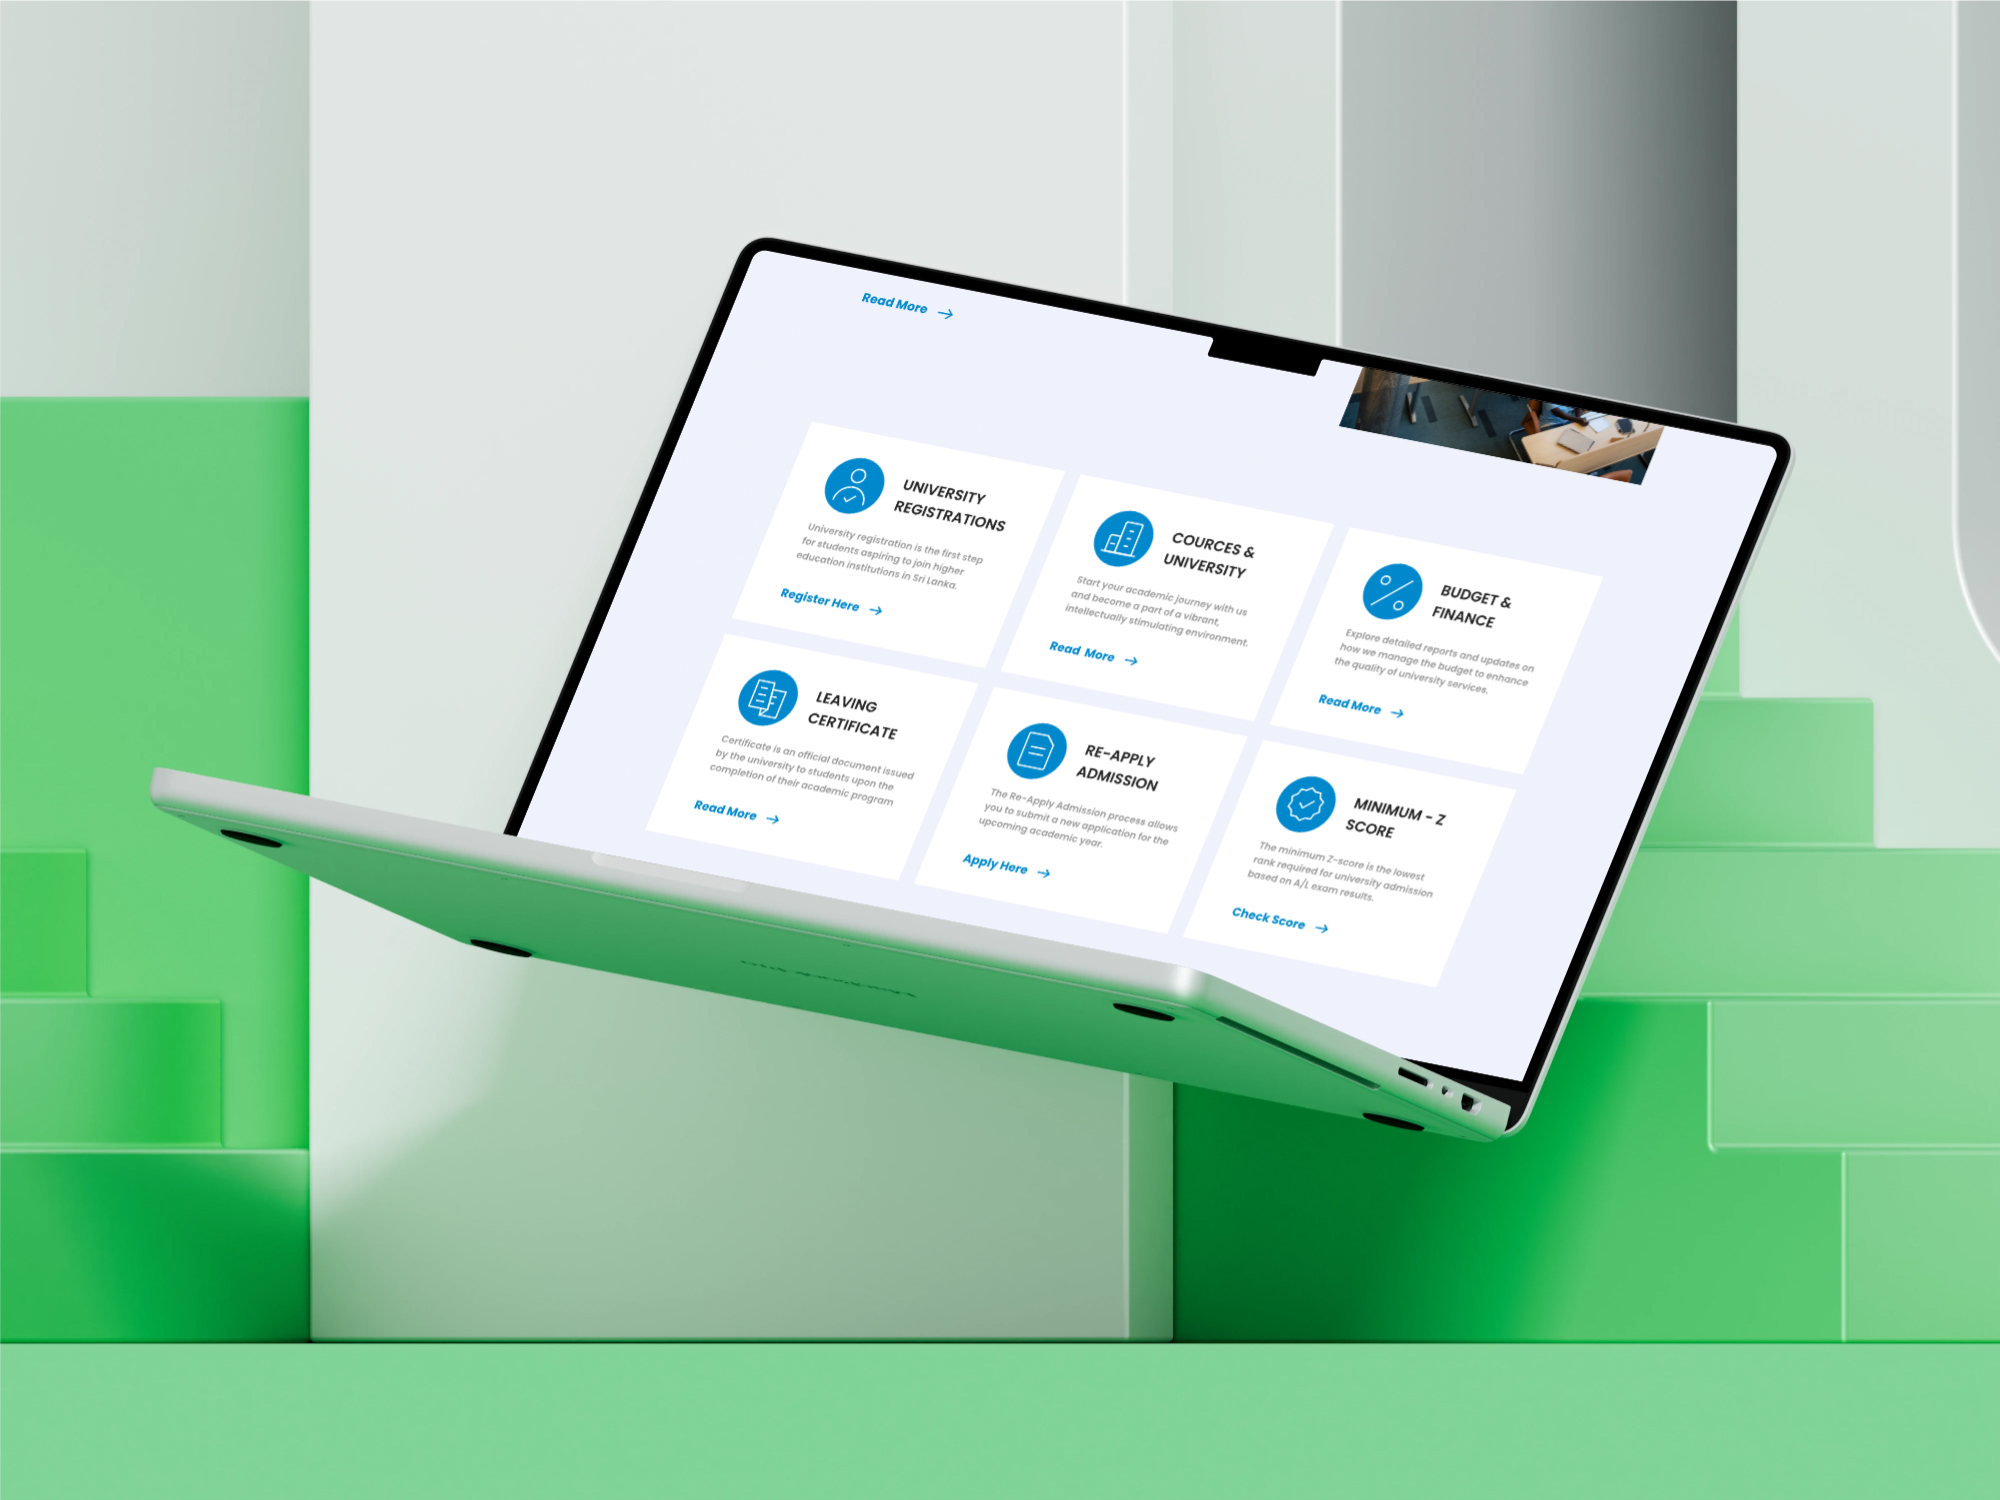 Read More
UNIVERSITY
REGISTRATIONS
University registration is the first step
for students aspiring to join higher
education institutions in Sri Lanka.
Register Here
COURCES &
UNIVERSITY
Start your academic journey with us
and become a part of a vibrant,
intellectually stimulating environment.
Read More
BUDGET &
FINANCE
Explore detailed reports and updates on
how we manage the budget to enhance
the quality of university services.
Read More
LEAVING
CERTIFICATE
Certificate is an official document issued
by the university to students upon the
completion of their academic program
Read More
RE-APPLY
ADMISSION
The Re-Apply Admission process allows
you to submit a new application for the
upcoming academic year.
Apply Here
MINIMUM - Z
SCORE
The minimum Z-score is the lowest
rank required for university admission
based on A/L exam results.
Check Score